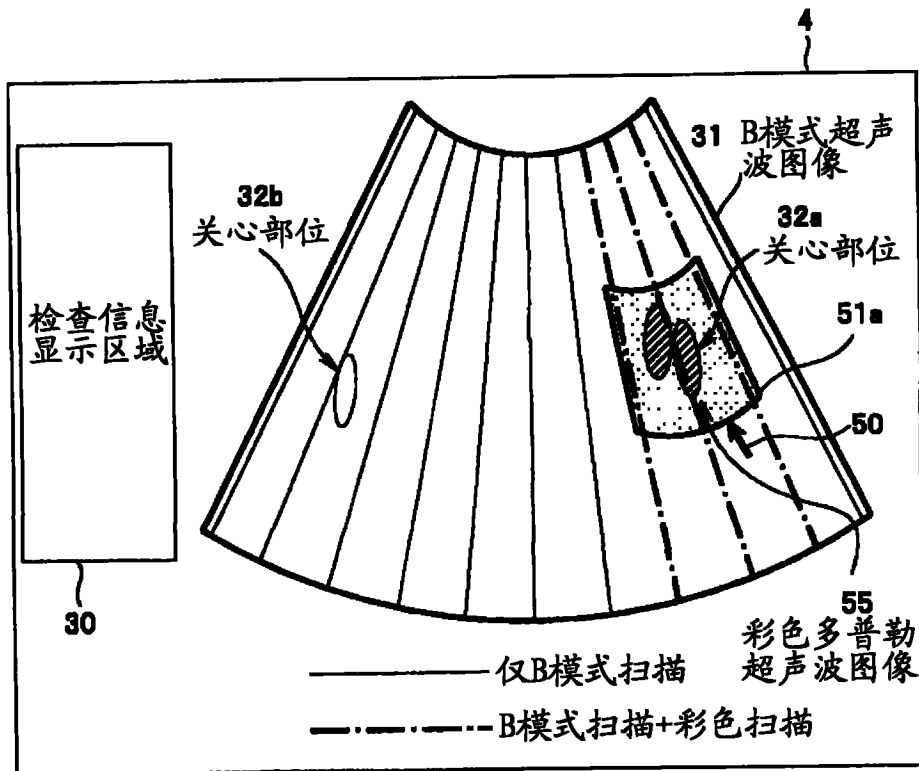 4
31 B模式超声
波图像
32b
关心部位
32a
关心部位
检查信息
显示区域
51a
50
30
55
彩色多普勒
超声波图像
仅B模式扫描
B模式扫描+彩色扫描